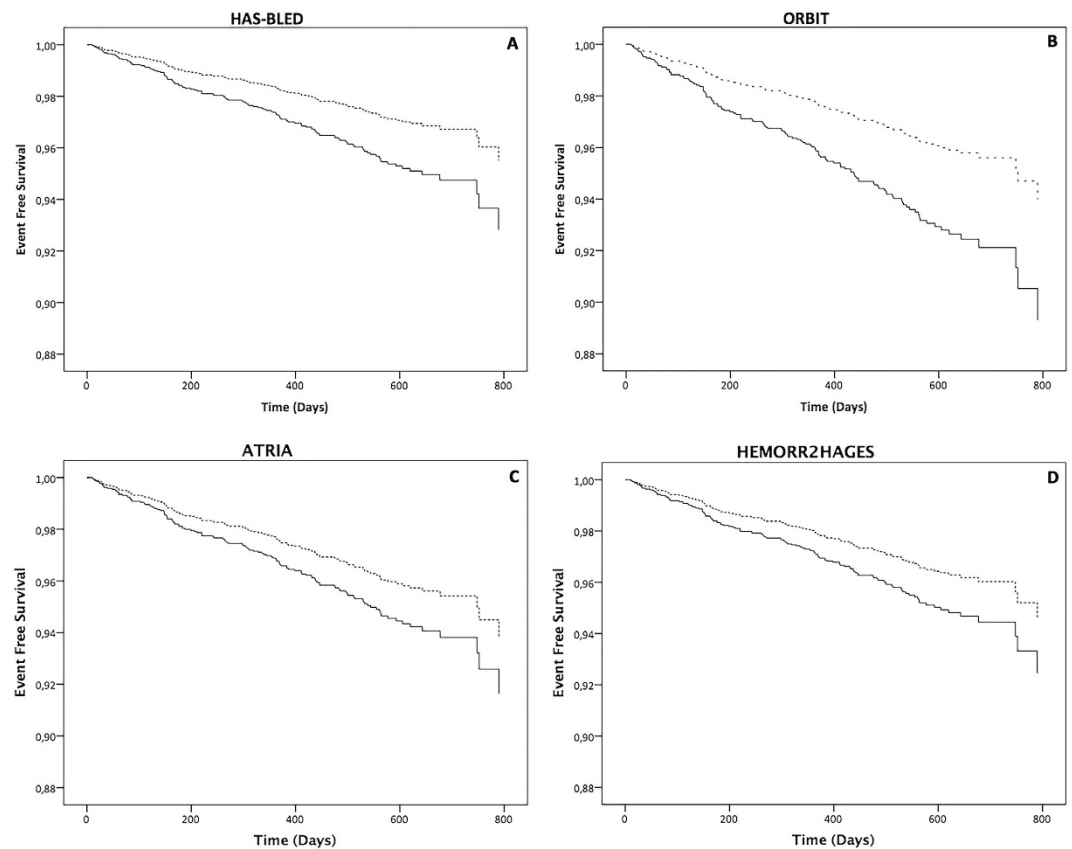 HAS-BLED
A
1,00
0,98
0,96
0,94
0,92
0,90
0,88
Event Free Survival
0 200 400 600 800
Time (Days)
ORBIT
B
1,00
0,98
0,96
0,94
0,92
0,90
0,88
Event Free Survival
0 200 400 600 800
Time (Days)
ATRIA
C
1,00
0,98
0,96
0,94
0,92
0,90
0,88
Event Free Survival
0 200 400 600 800
Time (Days)
HEMORR2HAGES
D
1,00
0,98
0,96
0,94
0,92
0,90
0,88
Event Free Survival
0 200 400 600 800
Time (Days)